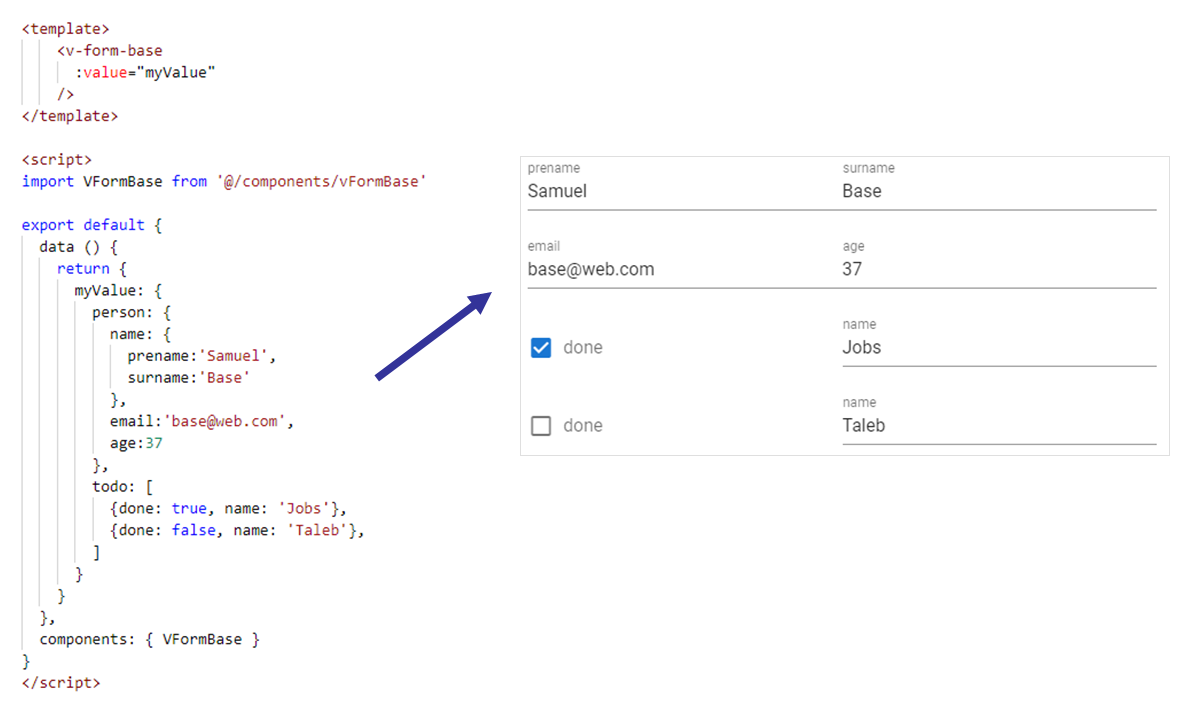 <template>
<v-form-base
:value="myValue"
/>
</template>
<script>
import VFormBase from '@/components/vFormBase'
export default {
data () {
return {
myValue: {
person: {
name: {
prename:'Samuel',
surname:'Base'
},
email:'base@web.com',
age:37
},
todo: [
{done: true, name: 'Jobs'},
{done: false, name: 'Taleb'},
]
}
}
},
components: { VFormBase }
}
</script>
prename surname
Samuel Base
email age
base@web.com 37
name
done Jobs
name
done Taleb